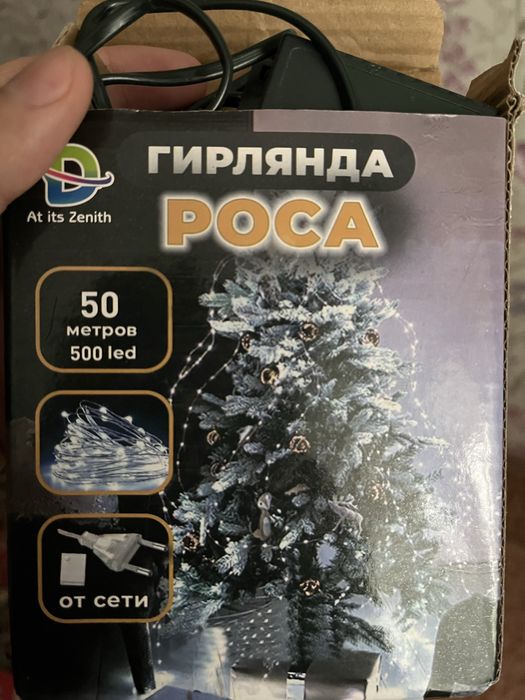 ГИРЛЯНДА
РОСА
D
At its Zenith
50
метров
500 led
от сети